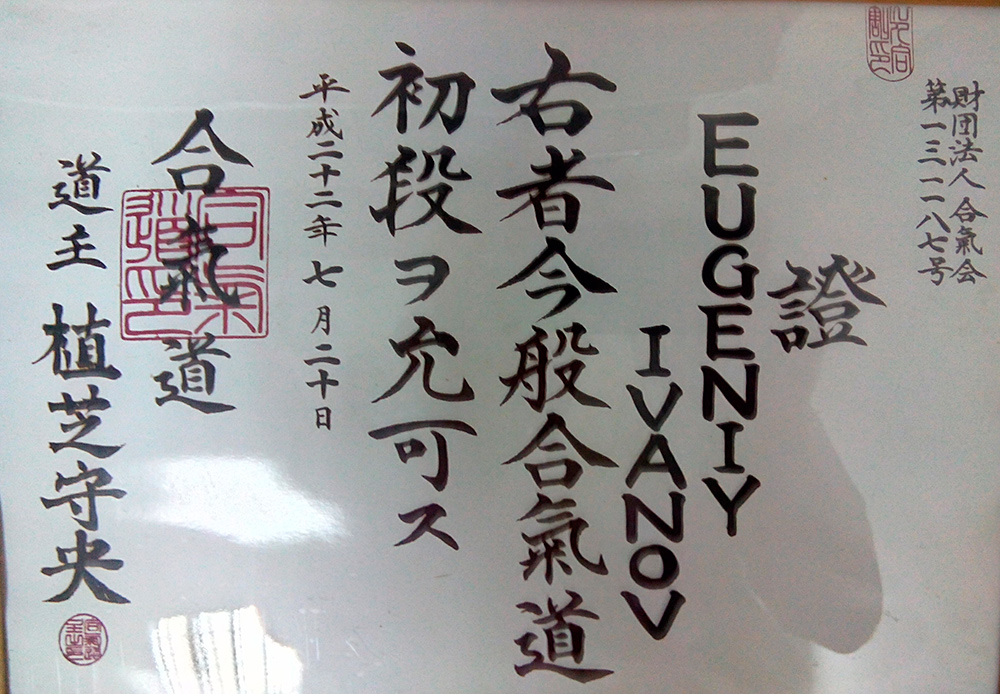 財団法人合氣会
第一三一一八七号
證
EUGENIY
IVANOV
右者今般合氣道
初段ヲ允可ス
平成二十二年七月二十日
合氣道
道主 植芝守央